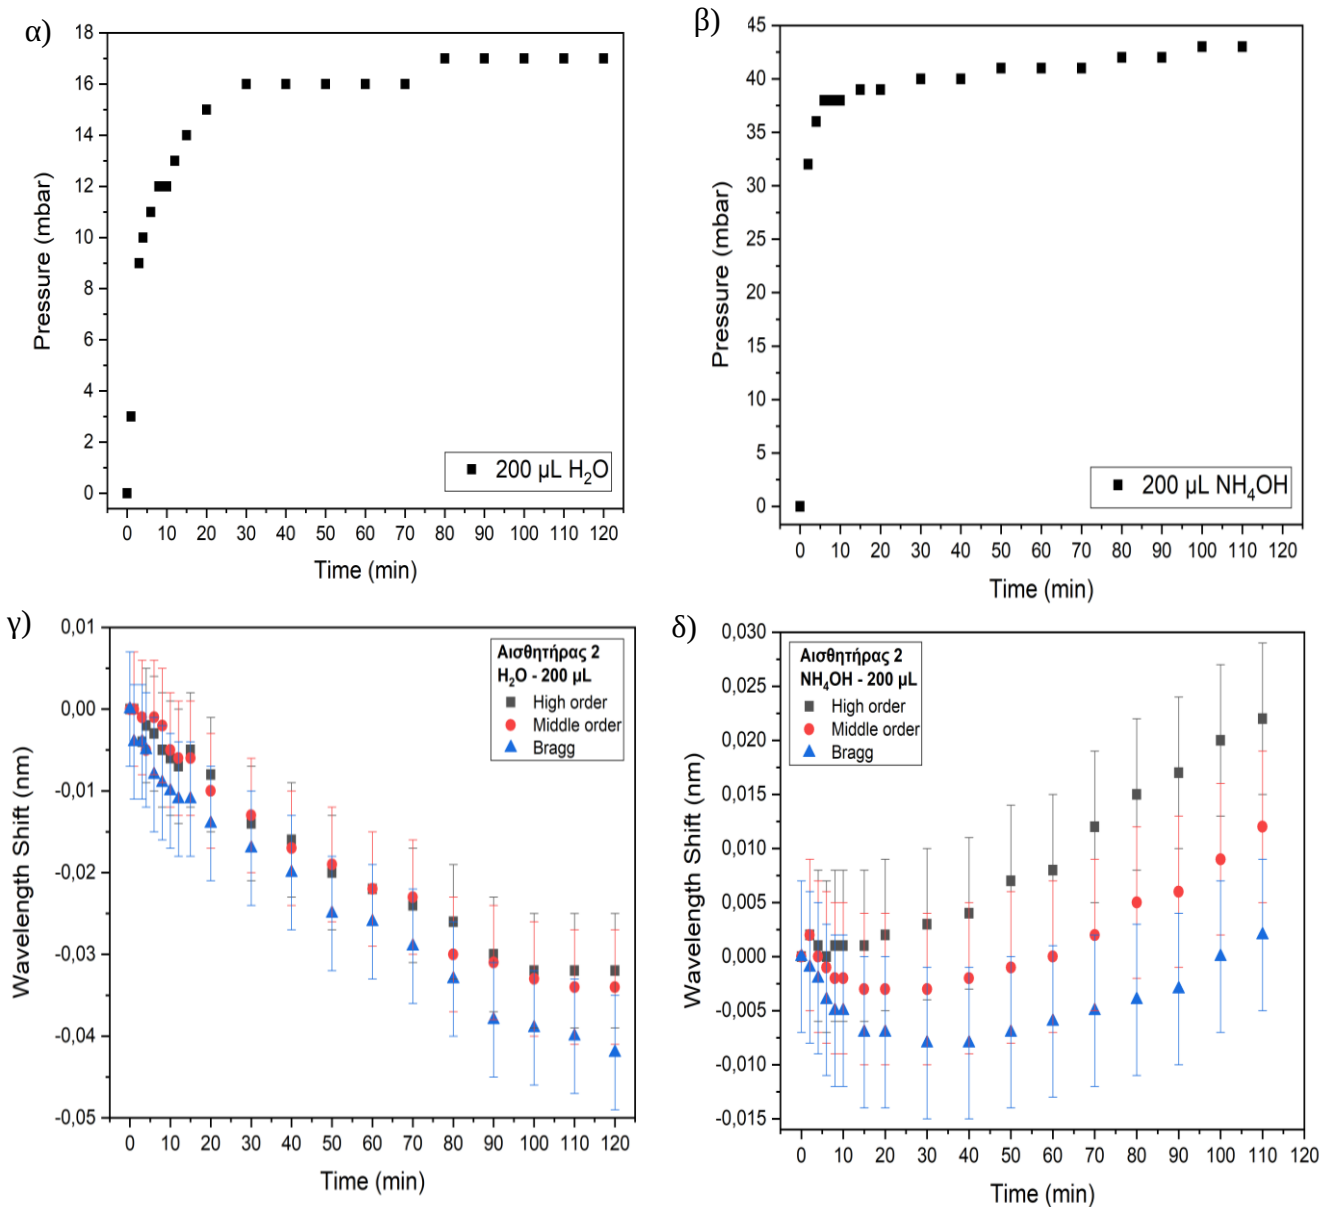 α)
18
16
14
12
10
8
6
4
2
0
Pressure (mbar)
200 µL H₂O
0 10 20 30 40 50 60 70 80 90 100 110 120
Time (min)
β)
45
40
35
30
25
20
15
10
5
0
Pressure (mbar)
200 µL NH₄OH
0 10 20 30 40 50 60 70 80 90 100 110 120
Time (min)
γ)
0,01
0,00
-0,01
-0,02
-0,03
-0,04
-0,05
Wavelength Shift (nm)
Αισθητήρας 2
H₂O - 200 µL
High order
Middle order
Bragg
0 10 20 30 40 50 60 70 80 90 100 110 120
Time (min)
δ)
0,030
0,025
0,020
0,015
0,010
0,005
0,000
-0,005
-0,010
-0,015
Wavelength Shift (nm)
Αισθητήρας 2
NH₄OH - 200 µL
High order
Middle order
Bragg
0 10 20 30 40 50 60 70 80 90 100 110 120
Time (min)